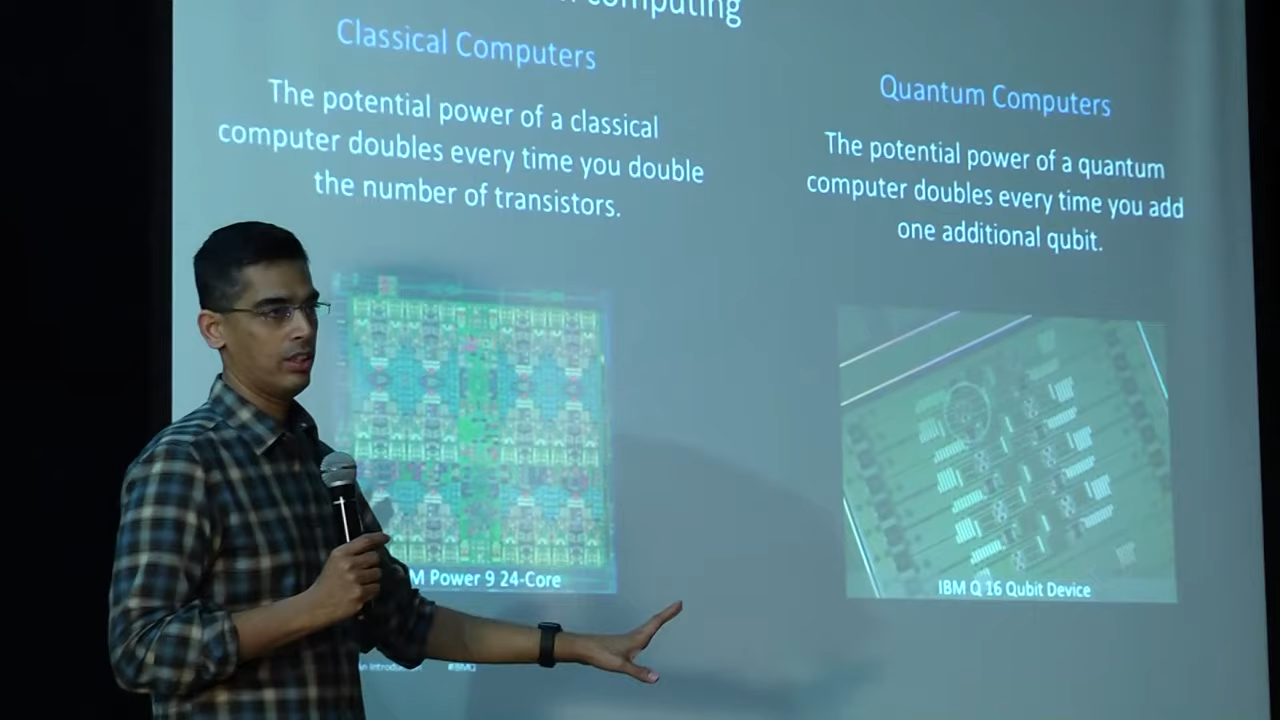 computing
Classical Computers
The potential power of a classical
computer doubles every time you double
the number of transistors.
Quantum Computers
The potential power of a quantum
computer doubles every time you add
one additional qubit.
M Power 9 24-Core
IBM Q 16 Qubit Device
#IBMQ